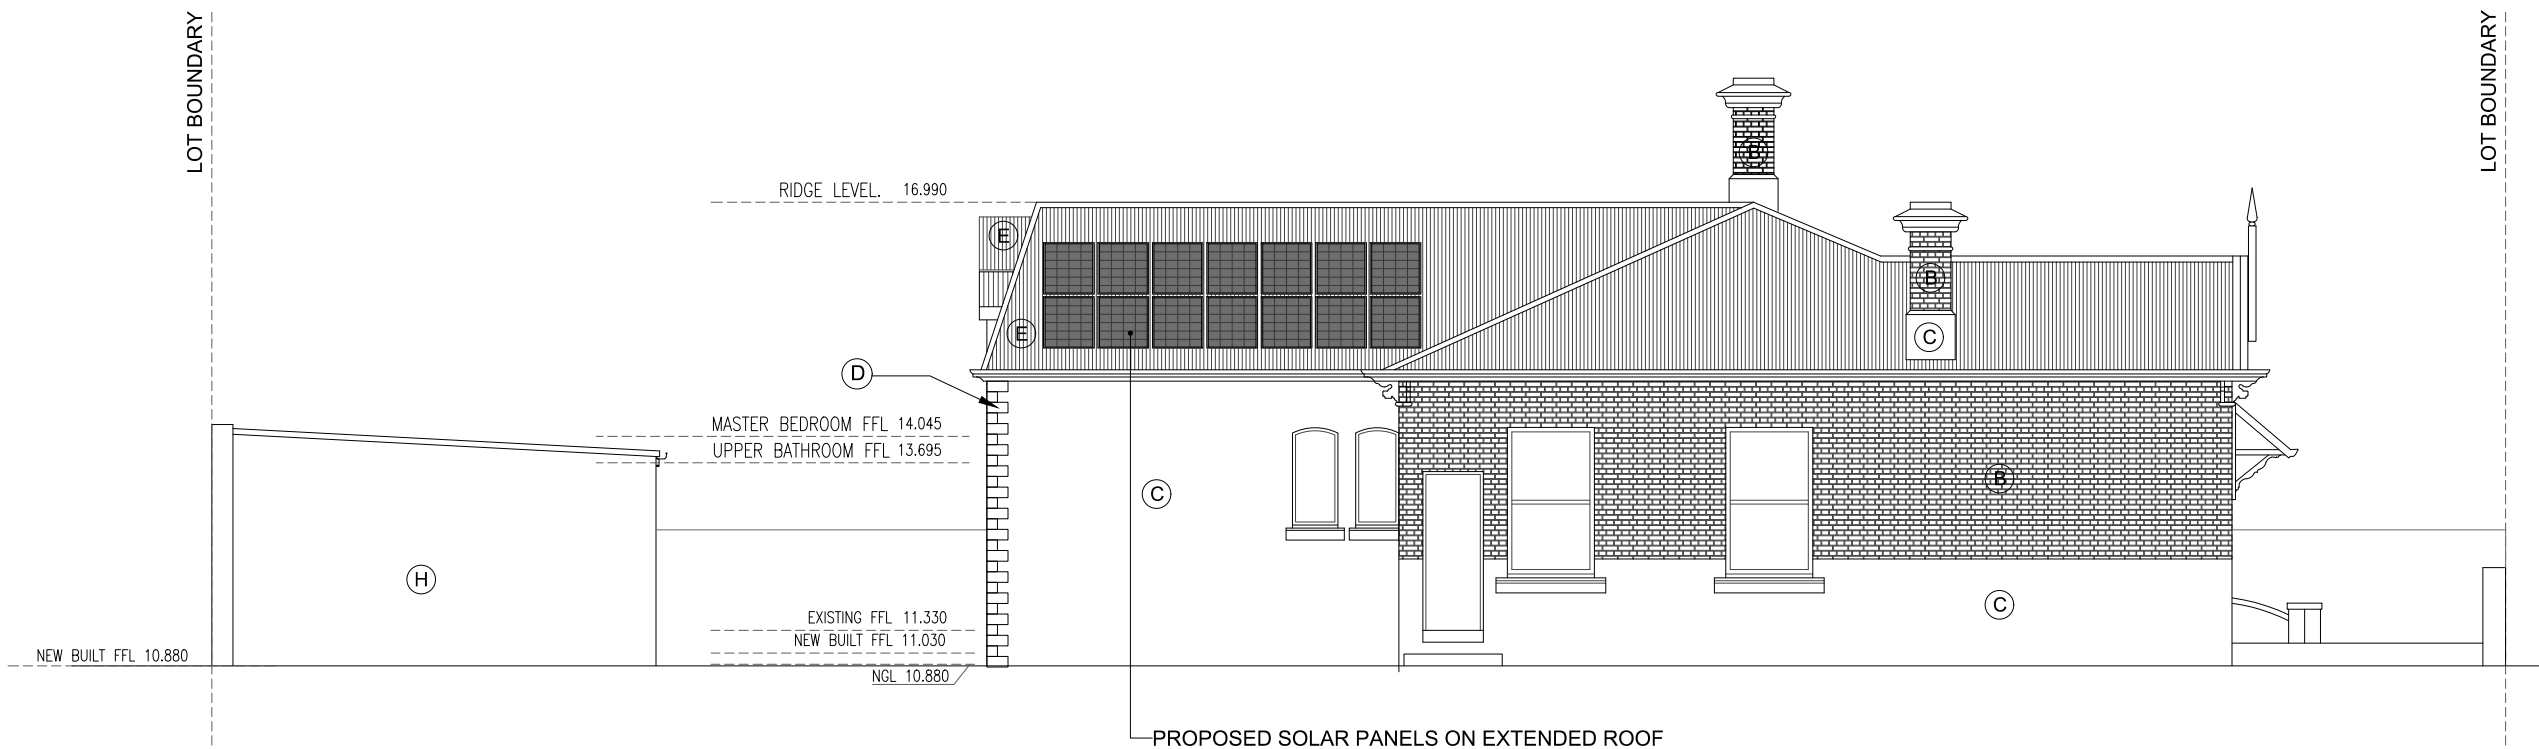 LOT BOUNDARY
LOT BOUNDARY
B
RIDGE LEVEL. 16.990
E
B
E
C
D
MASTER BEDROOM FFL 14.045
UPPER BATHROOM FFL 13.695
B
C
H
C
EXISTING FFL 11.330
NEW BUILT FFL 11.030
NEW BUILT FFL 10.880
NGL 10.880
PROPOSED SOLAR PANELS ON EXTENDED ROOF